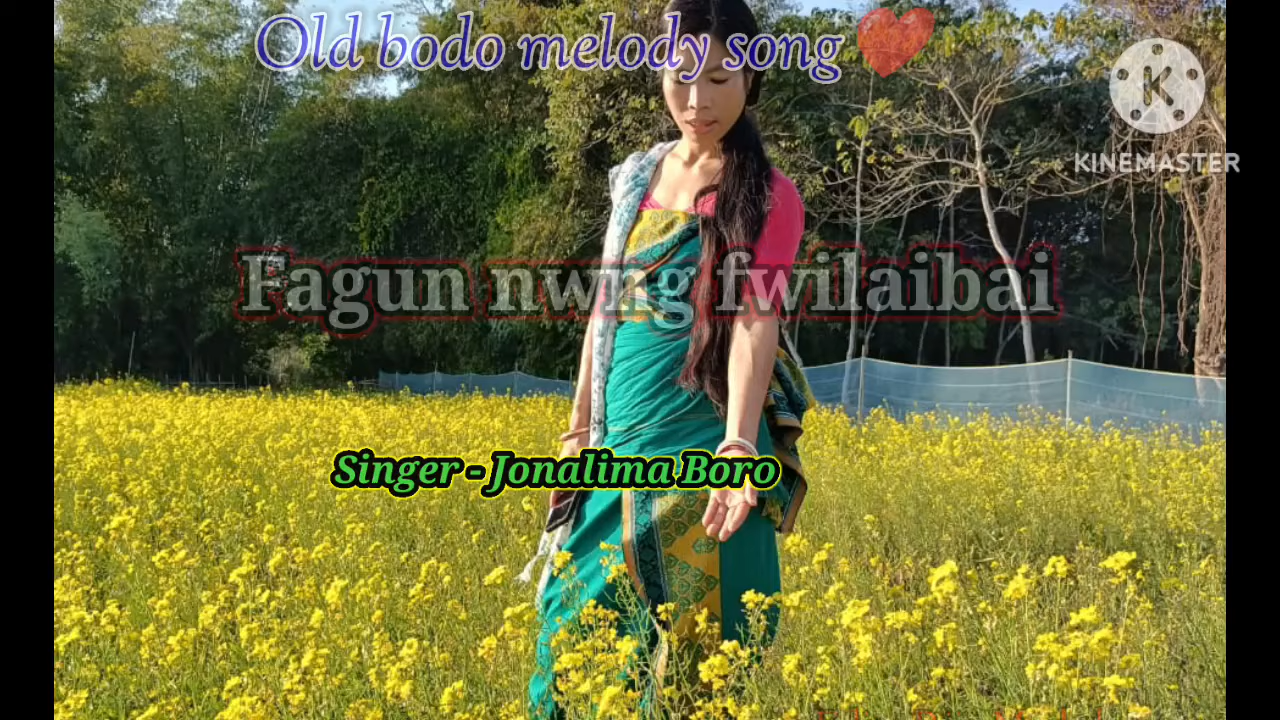 Old bodo melody song
K
KINEMASTER
Fagun nwng fwilaibai
Singer - Jonalima Boro